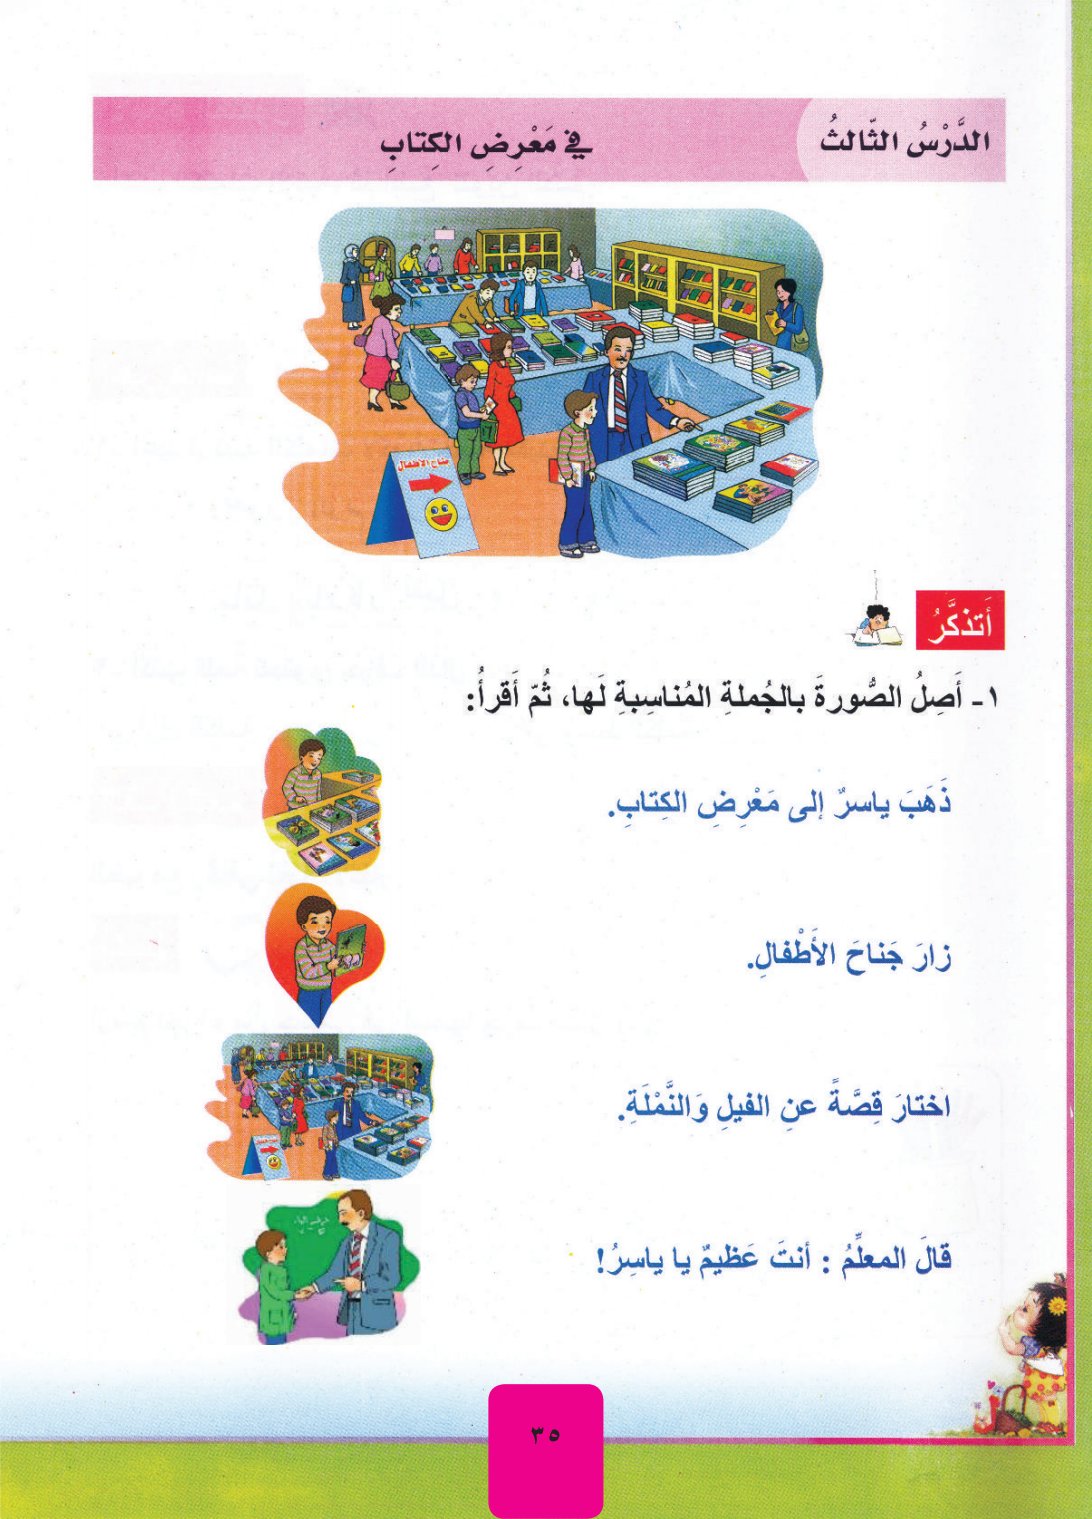 الدَّرْسُ الثّالثُ
في مَعْرِضِ الكِتابِ
جناح الأطفال
أَتذكَّرُ
١- أَصِلُ الصُّورةَ بالجُملةِ المُناسِبةِ لَها، ثُمّ أَقرأُ:
ذَهَبَ ياسرٌ إلى مَعْرِضِ الكِتابِ.
زارَ جَناحَ الأَطْفالِ.
اختارَ قِصَّةً عنِ الفيلِ وَالنَّمْلَةِ.
قالَ المعلِّمُ : أنتَ عَظيمٌ يا ياسِرُ!
٣٥